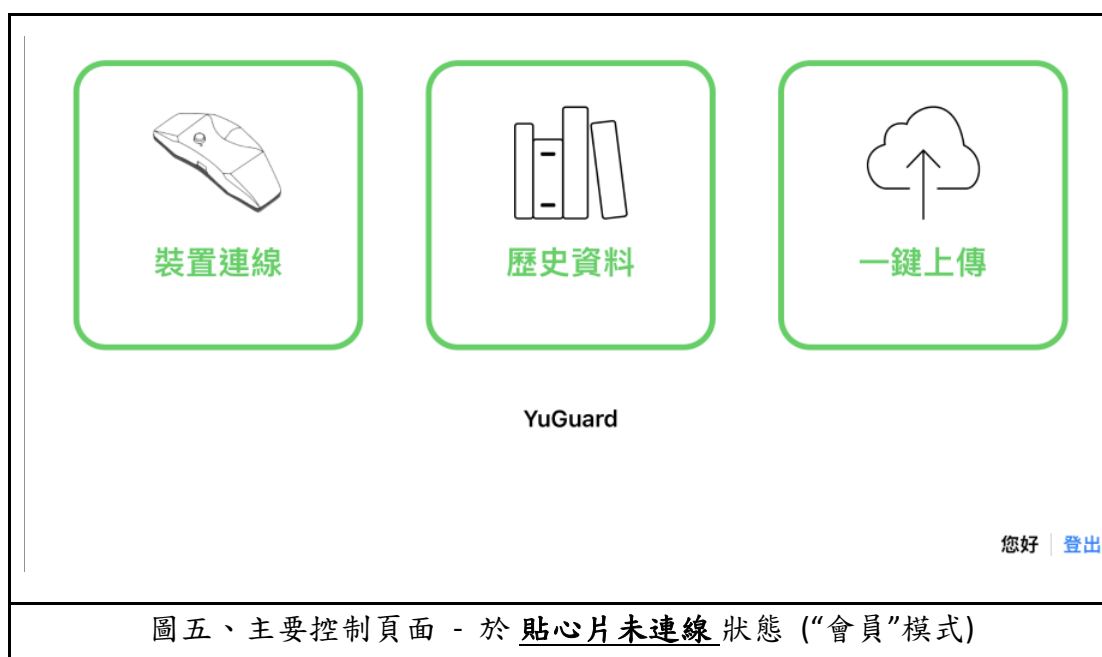 裝置連線 歷史資料 一鍵上傳
YuGuard
您好 登出
圖五、主要控制頁面 - 於 貼心片未連線 狀態 (“會員”模式)